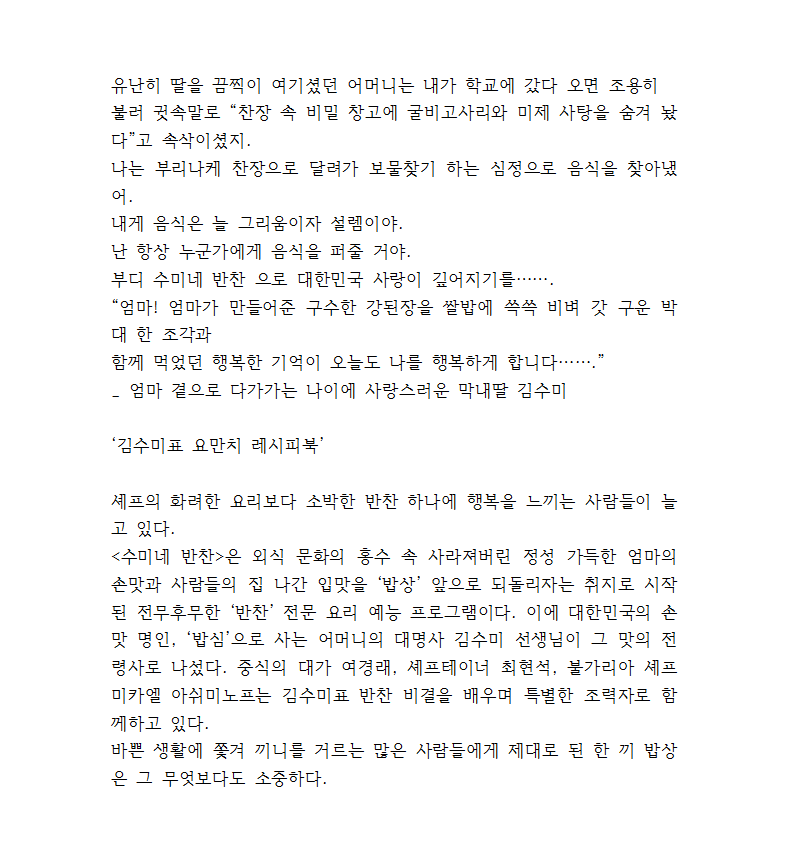 유난히 딸을 끔찍이 여기셨던 어머니는 내가 학교에 갔다 오면 조용히
불러 귓속말로 “찬장 속 비밀 창고에 굴비고사리와 미제 사탕을 숨겨 놨
다”고 속삭이셨지.
나는 부리나케 찬장으로 달려가 보물찾기 하는 심정으로 음식을 찾아냈
어.
내게 음식은 늘 그리움이자 설렘이야.
난 항상 누군가에게 음식을 퍼줄 거야.
부디 수미네 반찬 으로 대한민국 사랑이 깊어지기를…….
“엄마! 엄마가 만들어준 구수한 강된장을 쌀밥에 쓱쓱 비벼 갓 구운 박
대 한 조각과
함께 먹었던 행복한 기억이 오늘도 나를 행복하게 합니다…….”
_ 엄마 곁으로 다가가는 나이에 사랑스러운 막내딸 김수미
‘김수미표 요만치 레시피북’
셰프의 화려한 요리보다 소박한 반찬 하나에 행복을 느끼는 사람들이 늘
고 있다.
<수미네 반찬>은 외식 문화의 홍수 속 사라져버린 정성 가득한 엄마의
손맛과 사람들의 집 나간 입맛을 ‘밥상’ 앞으로 되돌리자는 취지로 시작
된 전무후무한 ‘반찬’ 전문 요리 예능 프로그램이다. 이에 대한민국의 손
맛 명인, ‘밥심’으로 사는 어머니의 대명사 김수미 선생님이 그 맛의 전
령사로 나섰다. 중식의 대가 여경래, 셰프테이너 최현석, 불가리아 셰프
미카엘 아쉬미노프는 김수미표 반찬 비결을 배우며 특별한 조력자로 함
께하고 있다.
바쁜 생활에 쫓겨 끼니를 거르는 많은 사람들에게 제대로 된 한 끼 밥상
은 그 무엇보다도 소중하다.